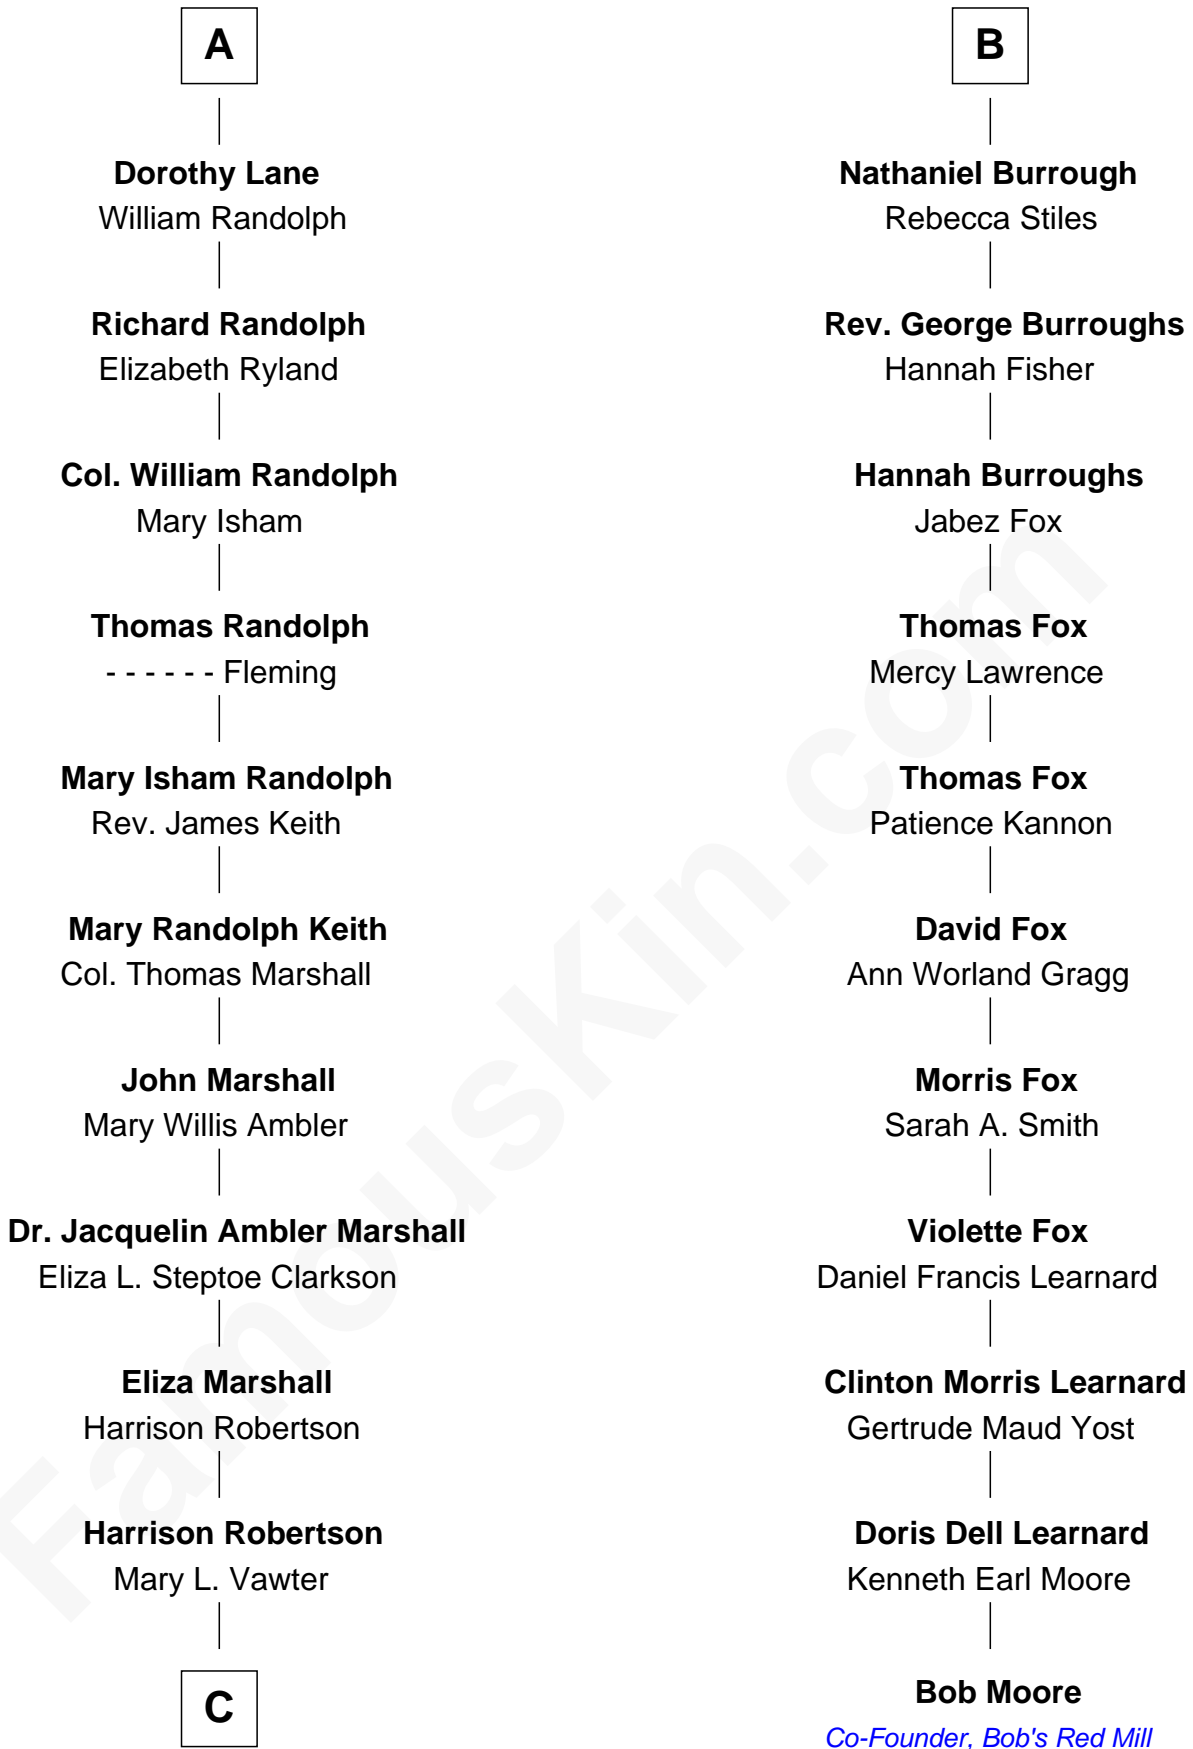 A
Dorothy Lane
William Randolph
Richard Randolph
Elizabeth Ryland
Col. William Randolph
Mary Isham
Thomas Randolph
- - - - - - Fleming
Mary Isham Randolph
Rev. James Keith
Mary Randolph Keith
Col. Thomas Marshall
John Marshall
Mary Willis Ambler
Dr. Jacquelin Ambler Marshall
Eliza L. Steptoe Clarkson
Eliza Marshall
Harrison Robertson
Harrison Robertson
Mary L. Vawter
C
B
Nathaniel Burrough
Rebecca Stiles
Rev. George Burroughs
Hannah Fisher
Hannah Burroughs
Jabez Fox
Thomas Fox
Mercy Lawrence
Thomas Fox
Patience Kannon
David Fox
Ann Worland Gragg
Morris Fox
Sarah A. Smith
Violette Fox
Daniel Francis Learnard
Clinton Morris Learnard
Gertrude Maud Yost
Doris Dell Learnard
Kenneth Earl Moore
Bob Moore
Co-Founder, Bob's Red Mill
FamousKin.com